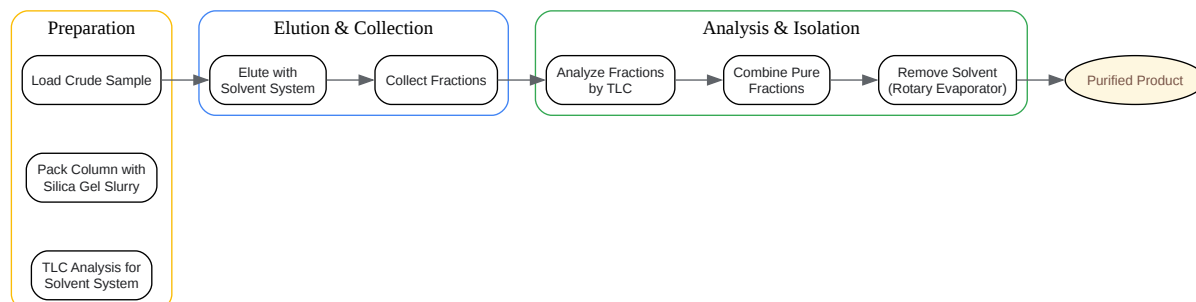 Preparation
Load Crude Sample
Pack Column with
Silica Gel Slurry
TLC Analysis for
Solvent System
Elution & Collection
Elute with
Solvent System
Collect Fractions
Analysis & Isolation
Analyze Fractions
by TLC
Combine Pure
Fractions
Remove Solvent
(Rotary Evaporator)
Purified Product